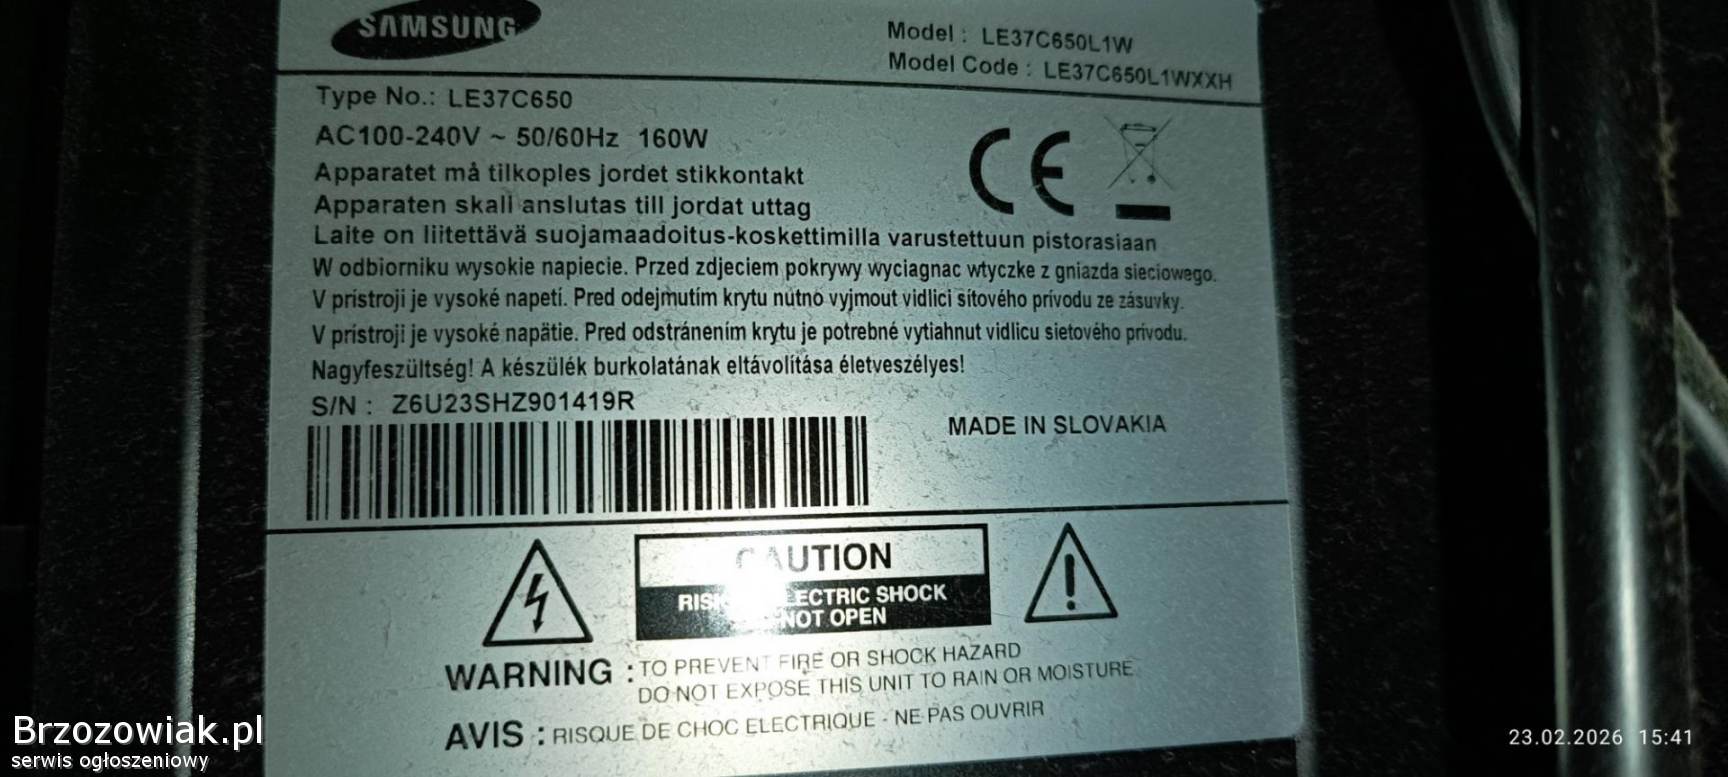 SAMSUNG
Model : LE37C650L1W
Model Code : LE37C650L1WXXH
Type No.: LE37C650
AC100-240V ~ 50/60Hz 160W
Apparatet må tilkoples jordet stikkontakt
Apparaten skall anslutas till jordat uttag
Laite on liitettävä suojamaadoitus-koskettimilla varustettuun pistorasiaan
W odbiorniku wysokie napiecie. Przed zdjeciem pokrywy wyciagnac wtyczke z gniazda sieciowego.
V prístroji je vysoké napetí. Pred odejmutím krytu nutno vyjmout vidlici sítového prívodu ze zásuvky.
V prístroji je vysoké napätie. Pred odstránením krytu je potrebné vytiahnut vidlicu sietového prívodu.
Nagyfeszültség! A készülék burkolatának eltávolítása életveszélyes!
S/N : Z6U23SHZ901419R
MADE IN SLOVAKIA
CE
CAUTION
RISK ELECTRIC SHOCK
NOT OPEN
WARNING : TO PREVENT FIRE OR SHOCK HAZARD
DO NOT EXPOSE THIS UNIT TO RAIN OR MOISTURE
AVIS : RISQUE DE CHOC ELECTRIQUE - NE PAS OUVRIR
Brzozowiak.pl
serwis ogłoszeniowy
23.02.2026 15:41